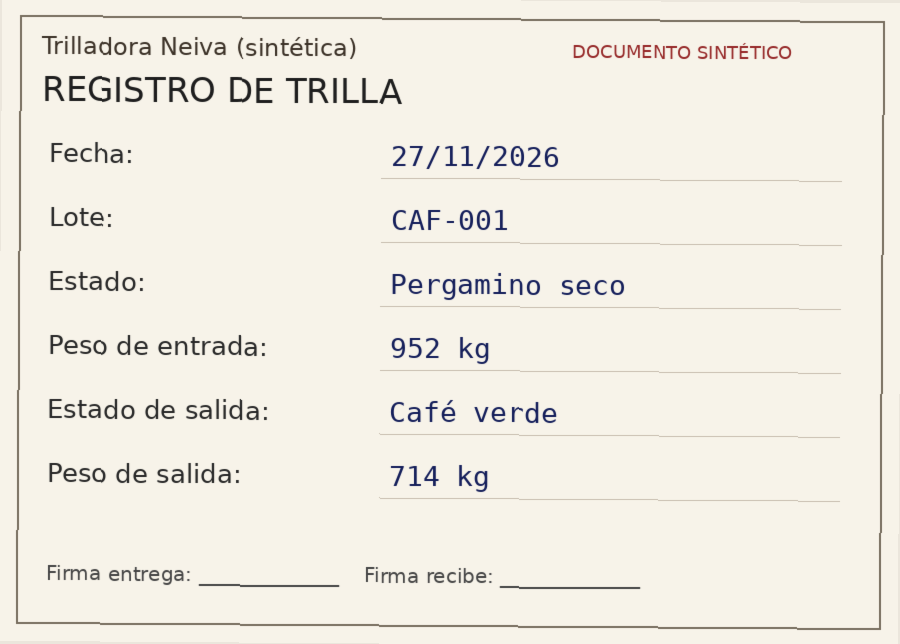 Trilladora Neiva (sintética)
DOCUMENTO SINTÉTICO
REGISTRO DE TRILLA
Fecha: 27/11/2026
Lote: CAF-001
Estado: Pergamino seco
Peso de entrada: 952 kg
Estado de salida: Café verde
Peso de salida: 714 kg
Firma entrega: Firma recibe: